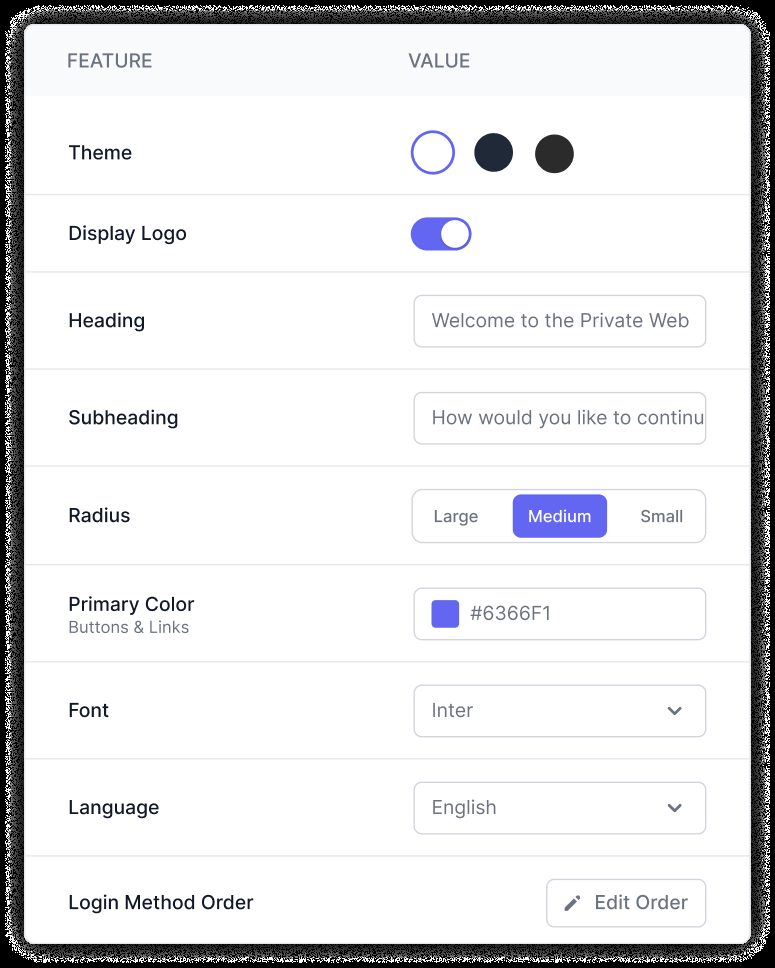 FEATURE VALUE
Theme
Display Logo
Heading Welcome to the Private Web
Subheading How would you like to continu
Radius Large Medium Small
Primary Color
Buttons & Links
#6366F1
Font Inter
Language English
Login Method Order Edit Order